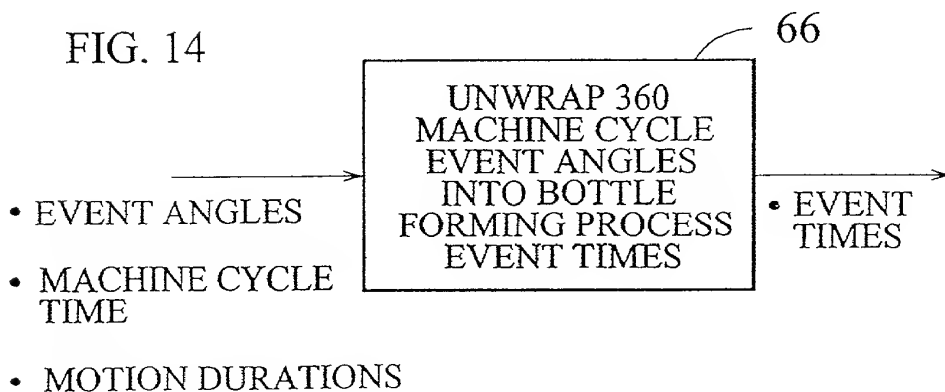 FIG. 14
66
UNWRAP 360
MACHINE CYCLE
EVENT ANGLES
INTO BOTTLE
FORMING PROCESS
EVENT TIMES
• EVENT ANGLES
• MACHINE CYCLE
TIME
• MOTION DURATIONS
• EVENT
TIMES